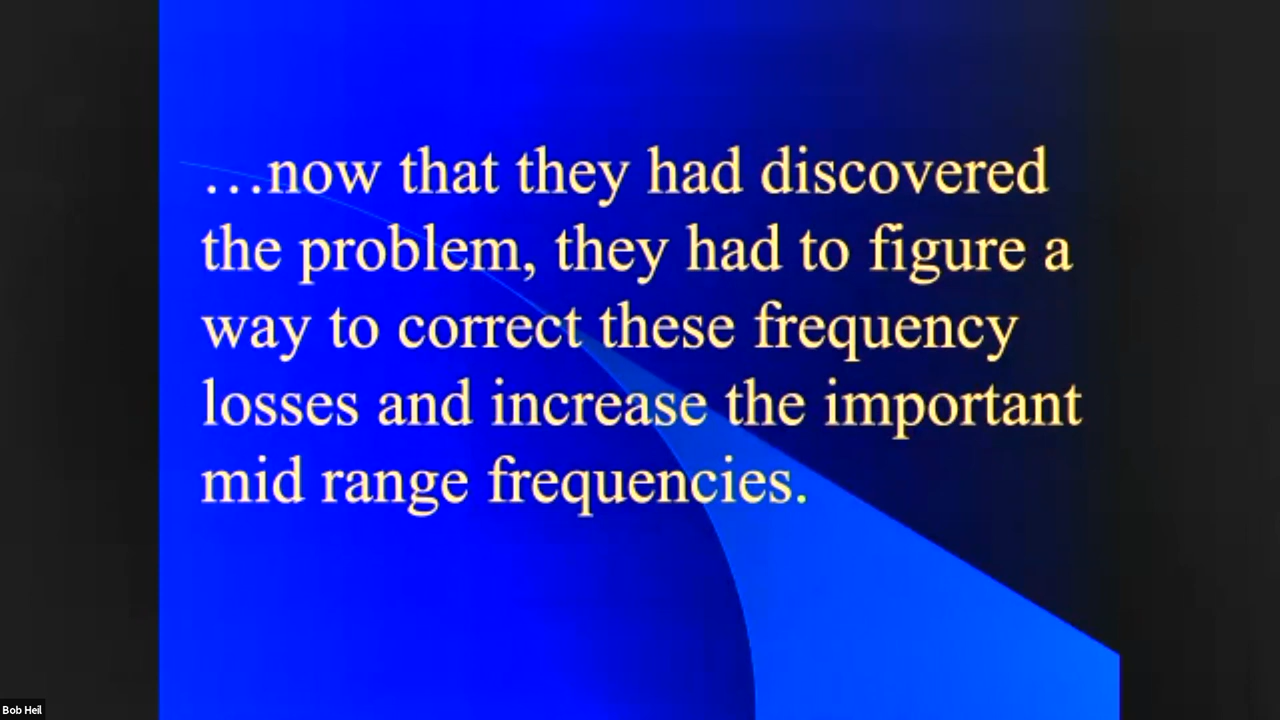 …now that they had discovered
the problem, they had to figure a
way to correct these frequency
losses and increase the important
mid range frequencies.
Bob Heil